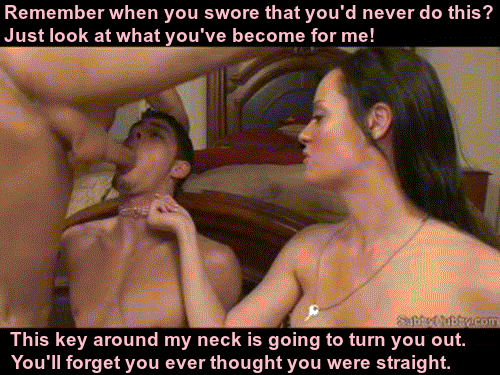 Remember when you swore that you'd never do this?
Just look at what you've become for me!
SubbyHubby.com
This key around my neck is going to turn you out.
You'll forget you ever thought you were straight.